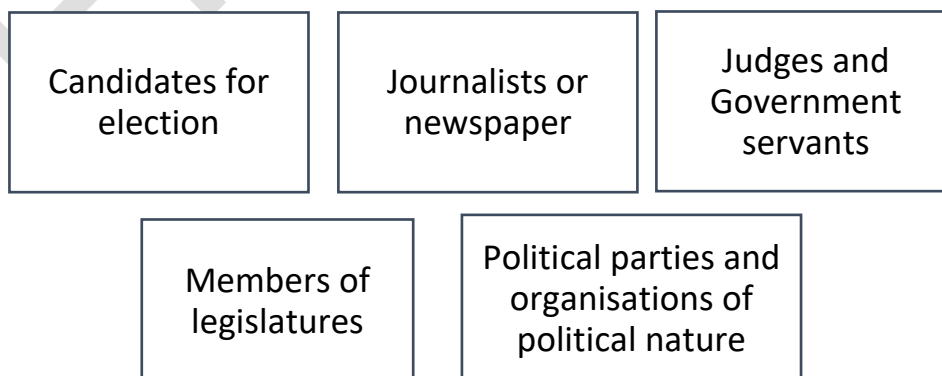 Candidates for
election
Journalists or
newspaper
Judges and
Government
servants
Members of
legislatures
Political parties and
organisations of
political nature